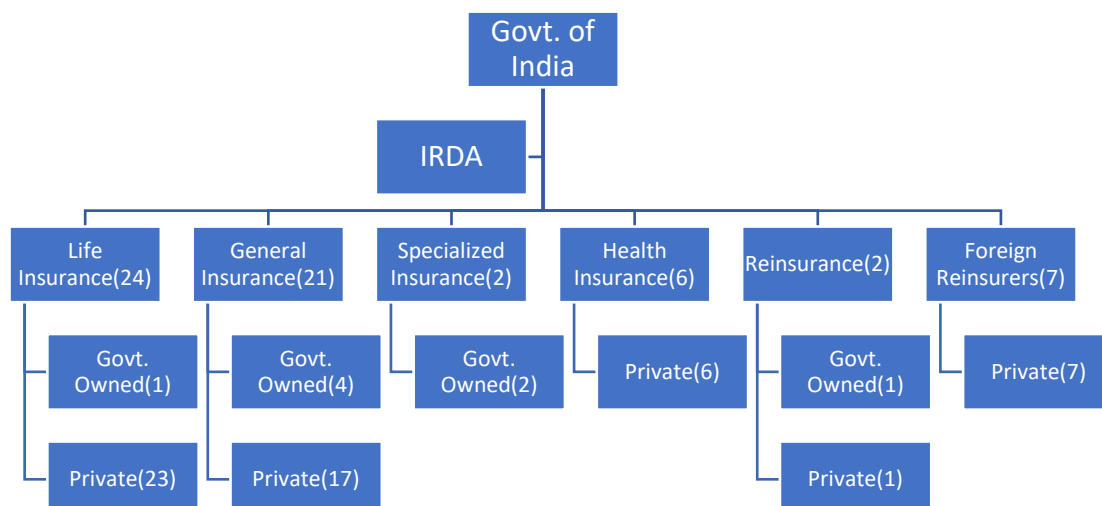 Govt. of
India
IRDA
Life
Insurance(24)
General
Insurance(21)
Specialized
Insurance(2)
Health
Insurance(6)
Reinsurance(2)
Foreign
Reinsurers(7)
Govt.
Owned(1)
Govt.
Owned(4)
Govt.
Owned(2)
Private(6)
Govt.
Owned(1)
Private(7)
Private(23)
Private(17)
Private(1)